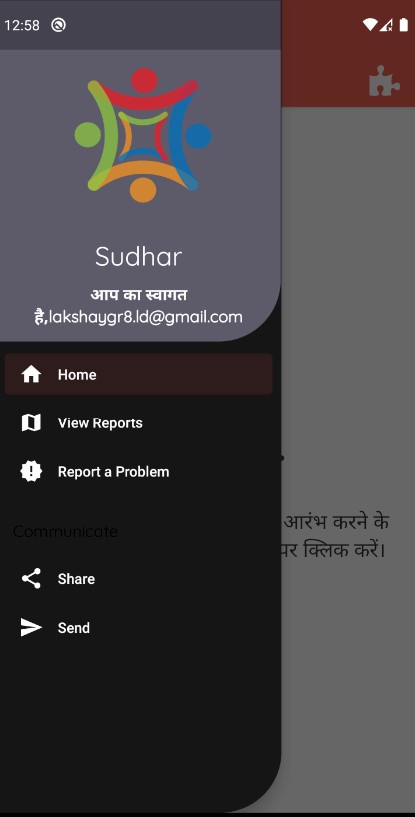 12:58
Sudhar
आप का स्वागत
है,lakshaygr8.ld@gmail.com
Home
View Reports
Report a Problem
आरंभ करने के
पर क्लिक करें।
Communicate
Share
Send